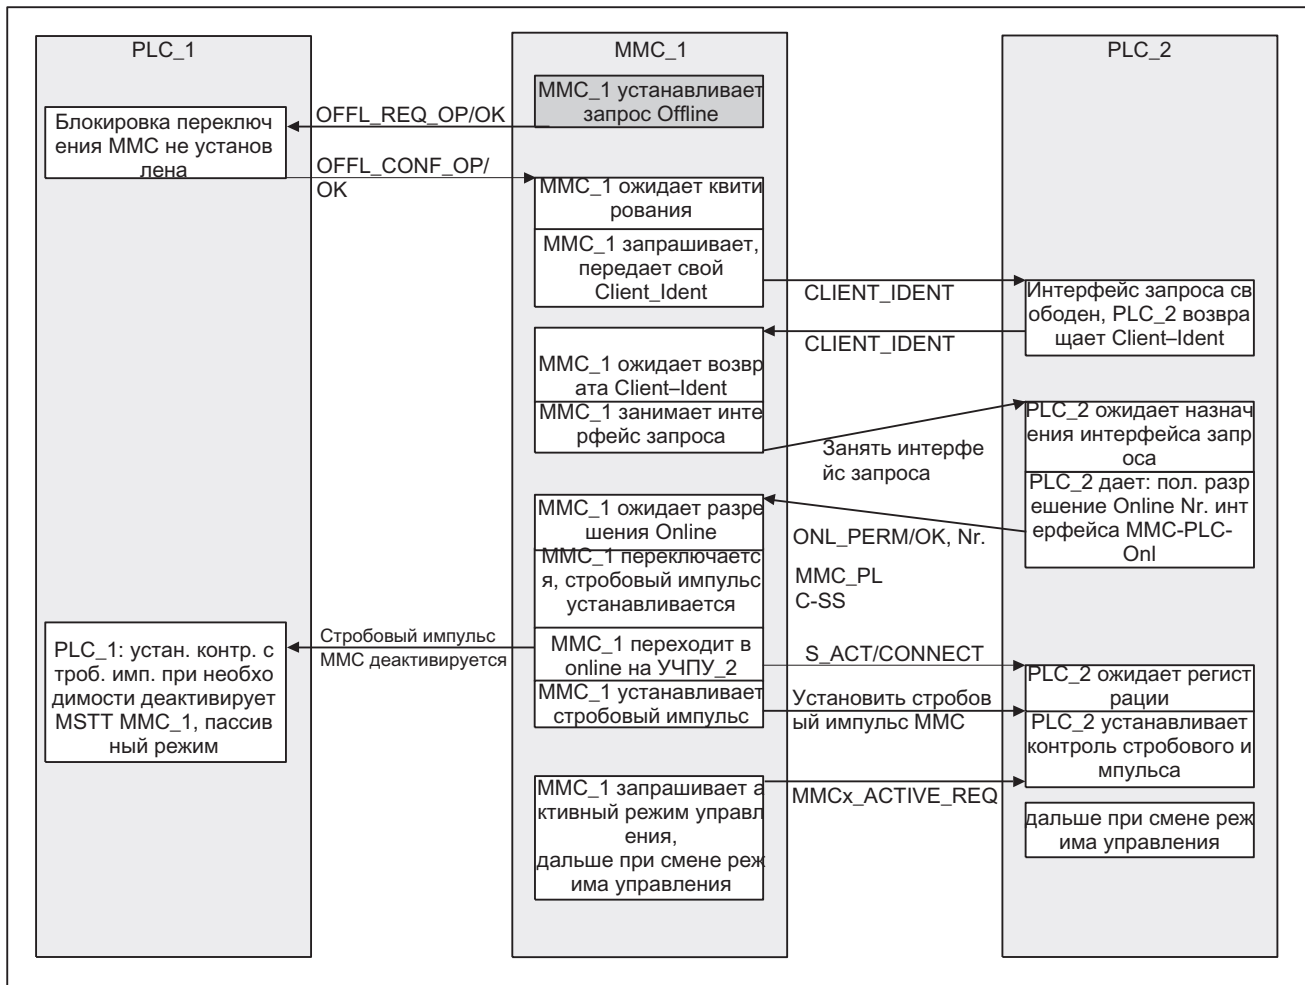 PLC_1
MMC_1
PLC_2
MMC_1 устанавливает
запрос Offline
OFFL_REQ_OP/OK
Блокировка переключ
ения MMC не установ
лена
OFFL_CONF_OP/
OK
MMC_1 ожидает квити
рования
MMC_1 запрашивает,
передает свой
Client_Ident
CLIENT_IDENT
Интерфейс запроса св
ободен, PLC_2 возвра
щает Client–Ident
CLIENT_IDENT
MMC_1 ожидает возвр
ата Client–Ident
MMC_1 занимает инте
рфейс запроса
Занять интерфе
йс запроса
PLC_2 ожидает назнач
ения интерфейса запр
оса
PLC_2 дает: пол. разр
ешение Online Nr. инт
ерфейса MMC-PLC-
Onl
MMC_1 ожидает разре
шения Online
ONL_PERM/OK, Nr.
MMC_PL
C-SS
MMC_1 переключаетс
я, стробовый импульс
устанавливается
Стробовый импульс
MMC деактивируется
PLC_1: устан. контр. с
троб. имп. при необхо
димости деактивирует
MSTT MMC_1, пассив
ный режим
MMC_1 переходит в
online на УЧПУ_2
S_ACT/CONNECT
PLC_2 ожидает регист
рации
MMC_1 устанавливает
стробовый импульс
Установить стробов
ый импульс MMC
PLC_2 устанавливает
контроль стробового и
мпульса
MMC_1 запрашивает а
ктивный режим управл
ения,
дальше при смене реж
има управления
MMCx_ACTIVE_REQ
дальше при смене реж
има управления